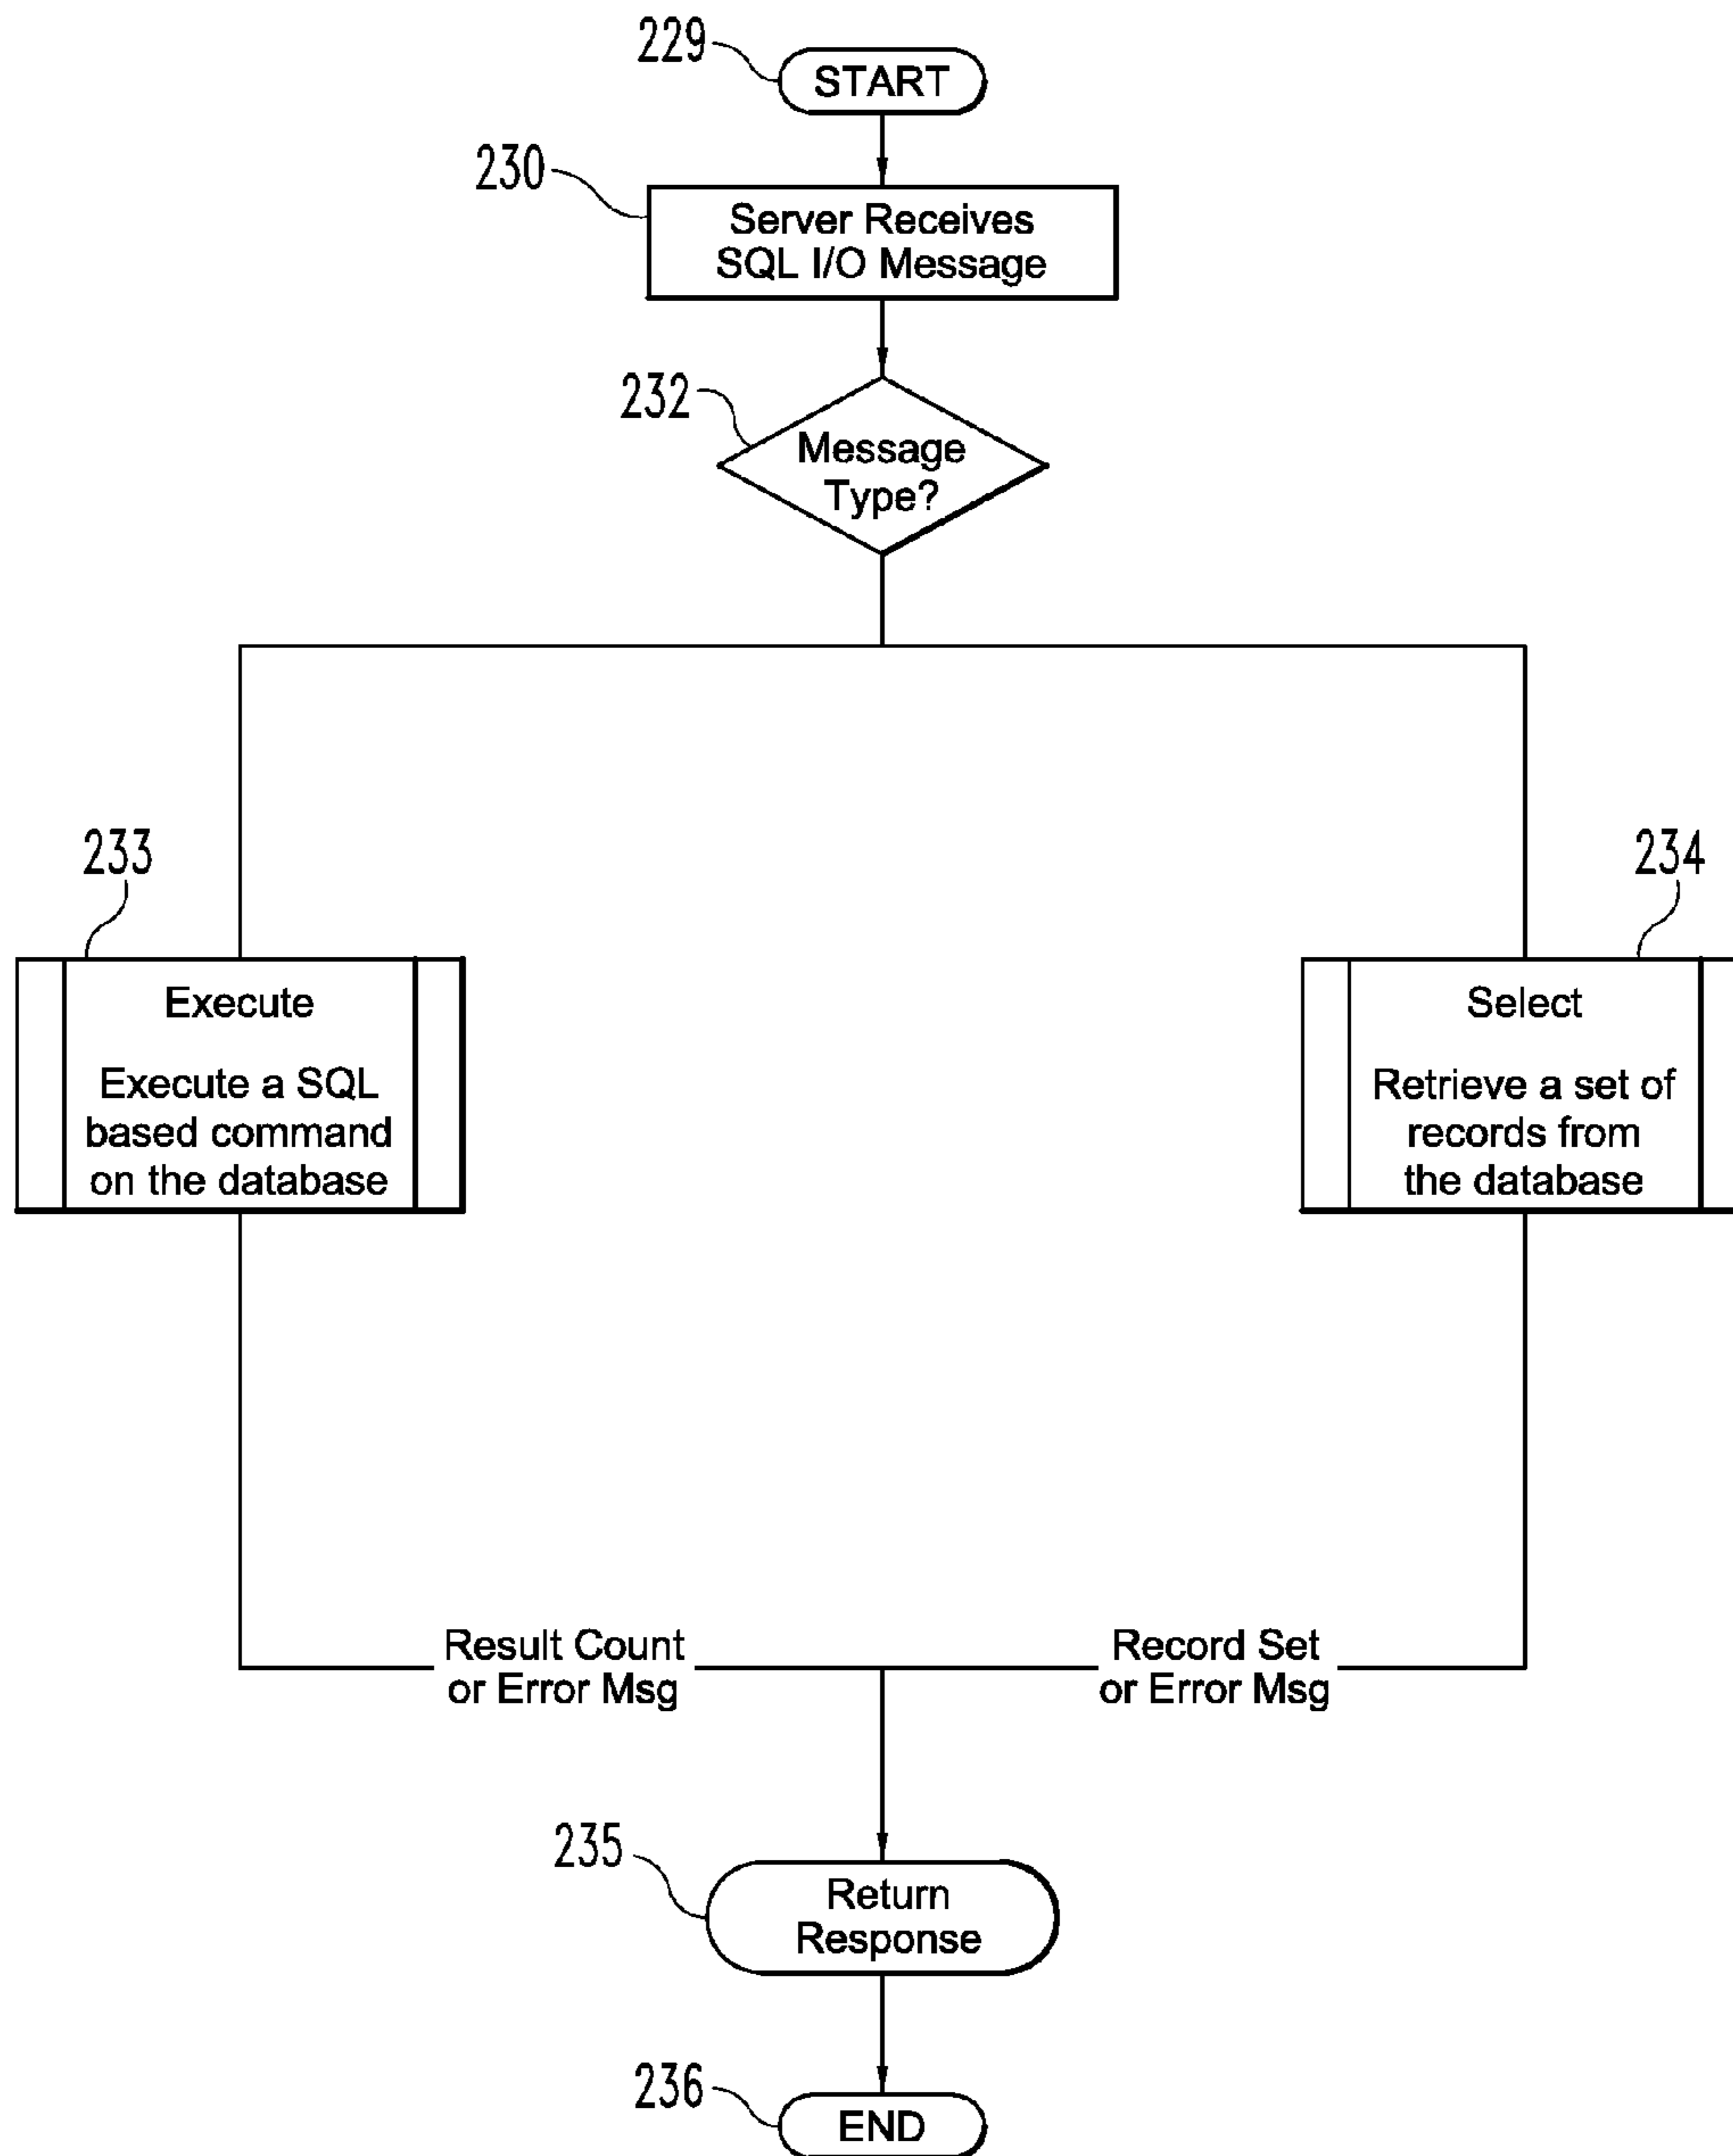 229
START
230
Server Receives
SQL I/O Message
232
Message
Type?
233
Execute
Execute a SQL
based command
on the database
234
Select
Retrieve a set of
records from
the database
Result Count
or Error Msg
Record Set
or Error Msg
235
Return
Response
236
END